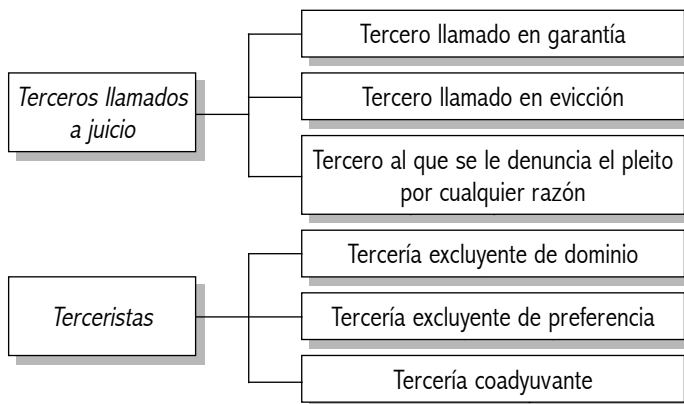 Terceros llamados
a juicio
Tercero llamado en garantía
Tercero llamado en evicción
Tercero al que se le denuncia el pleito
por cualquier razón
Terceristas
Tercería excluyente de dominio
Tercería excluyente de preferencia
Tercería coadyuvante